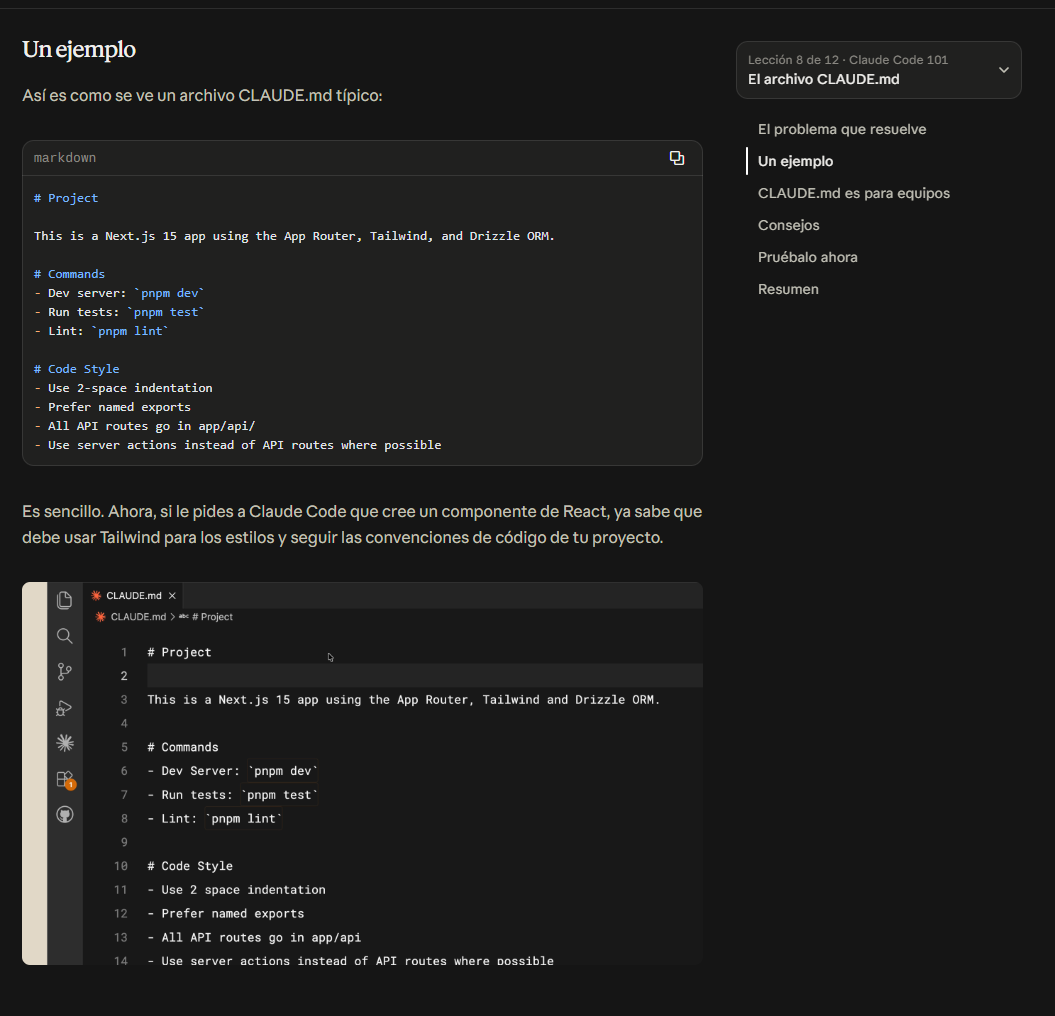 Un ejemplo
Así es como se ve un archivo CLAUDE.md típico:
markdown
# Project
This is a Next.js 15 app using the App Router, Tailwind, and Drizzle ORM.
# Commands
- Dev server: `pnpm dev`
- Run tests: `pnpm test`
- Lint: `pnpm lint`
# Code Style
- Use 2-space indentation
- Prefer named exports
- All API routes go in app/api/
- Use server actions instead of API routes where possible
Es sencillo. Ahora, si le pides a Claude Code que cree un componente de React, ya sabe que
debe usar Tailwind para los estilos y seguir las convenciones de código de tu proyecto.
CLAUDE.md
CLAUDE.md > abc # Project
1 # Project
2
3 This is a Next.js 15 app using the App Router, Tailwind and Drizzle ORM.
4
5 # Commands
6 - Dev Server: `pnpm dev`
7 - Run tests: `pnpm test`
8 - Lint: `pnpm lint`
9
10 # Code Style
11 - Use 2 space indentation
12 - Prefer named exports
13 - All API routes go in app/api
14 - Use server actions instead of API routes where possible
1
Lección 8 de 12 · Claude Code 101
El archivo CLAUDE.md
El problema que resuelve
Un ejemplo
CLAUDE.md es para equipos
Consejos
Pruébalo ahora
Resumen